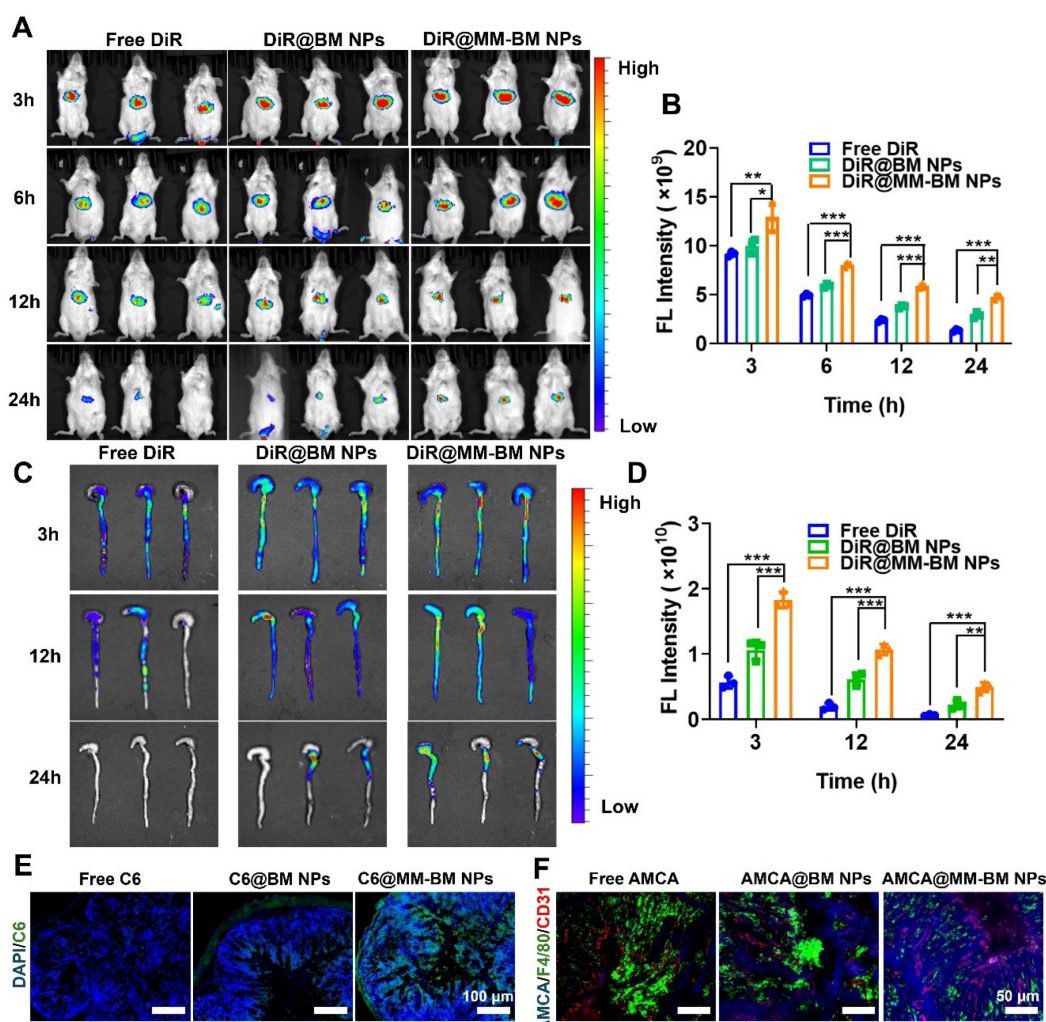 A
Free DiR
DiR@BM NPs
DiR@MM-BM NPs
3h
6h
12h
24h
High
Low
B
FL Intensity ( ×10⁹)
20
15
10
5
0
Free DiR
DiR@BM NPs
DiR@MM-BM NPs
** * *** *** *** *** *** **
3 6 12 24
Time (h)
C
Free DiR
DiR@BM NPs
DiR@MM-BM NPs
3h
12h
24h
High
Low
D
FL Intensity (×10¹⁰)
3
2
1
0
Free DiR
DiR@BM NPs
DiR@MM-BM NPs
*** *** *** *** *** **
3 12 24
Time (h)
E
Free C6
C6@BM NPs
C6@MM-BM NPs
DAPI/C6
100 µm
F
Free AMCA
AMCA@BM NPs
AMCA@MM-BM NPs
AMCA/F4/80/CD31
50 µm